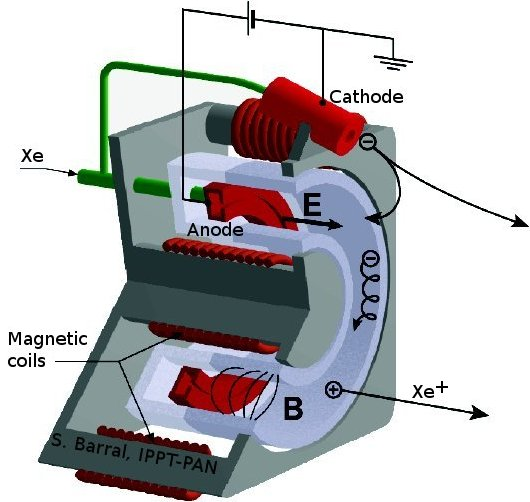 Cathode
Xe
E
Anode
Magnetic
coils
Xe+
B
S. Barral, IPPT-PAN